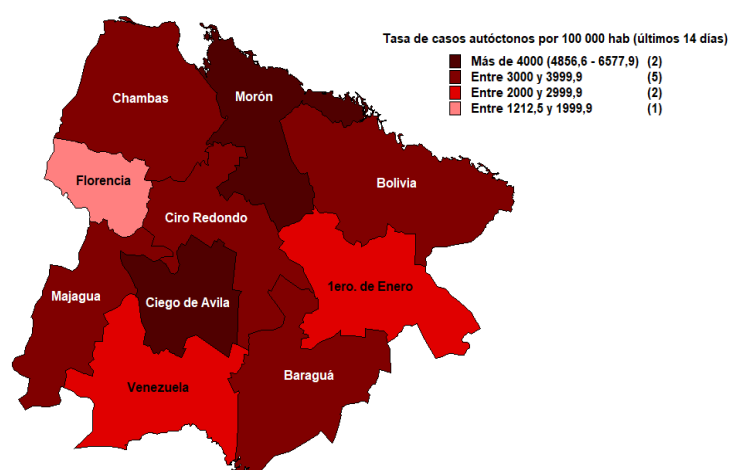 Tasa de casos autóctonos por 100 000 hab (últimos 14 días)
Más de 4000 (4856,6 - 6577,9) (2)
Entre 3000 y 3999,9 (5)
Entre 2000 y 2999,9 (2)
Entre 1212,5 y 1999,9 (1)
Chambas
Morón
Florencia
Bolivia
Ciro Redondo
1ero. de Enero
Majagua
Ciego de Avila
Baraguá
Venezuela